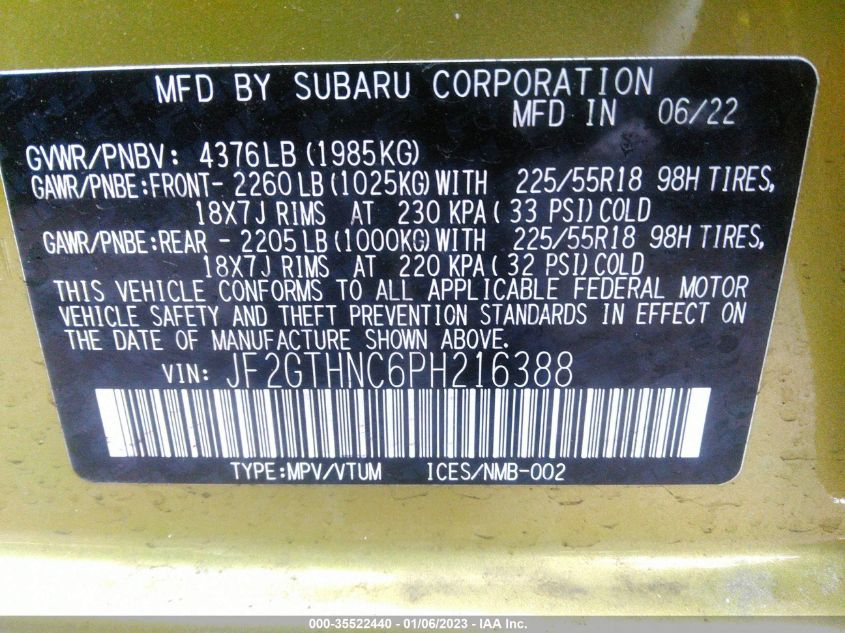 MFD BY SUBARU CORPORATION
MFD IN 06/22
GVWR/PNBV: 4376LB (1985KG)
GAWR/PNBE:FRONT- 2260 LB (1025KG) WITH 225/55R18 98H TIRES,
18X7J RIMS AT 230 KPA ( 33 PSI) COLD
GAWR/PNBE:REAR - 2205 LB (1000KG) WITH 225/55R18 98H TIRES,
18X7J RIMS AT 220 KPA ( 32 PSI) COLD
THIS VEHICLE CONFORMS TO ALL APPLICABLE FEDERAL MOTOR
VEHICLE SAFETY AND THEFT PREVENTION STANDARDS IN EFFECT ON
THE DATE OF MANUFACTURE SHOWN ABOVE.
VIN: JF2GTHNC6PH216388
TYPE:MPV/VTUM ICES/NMB-002
000-35522440 - 01/06/2023 - IAA Inc.